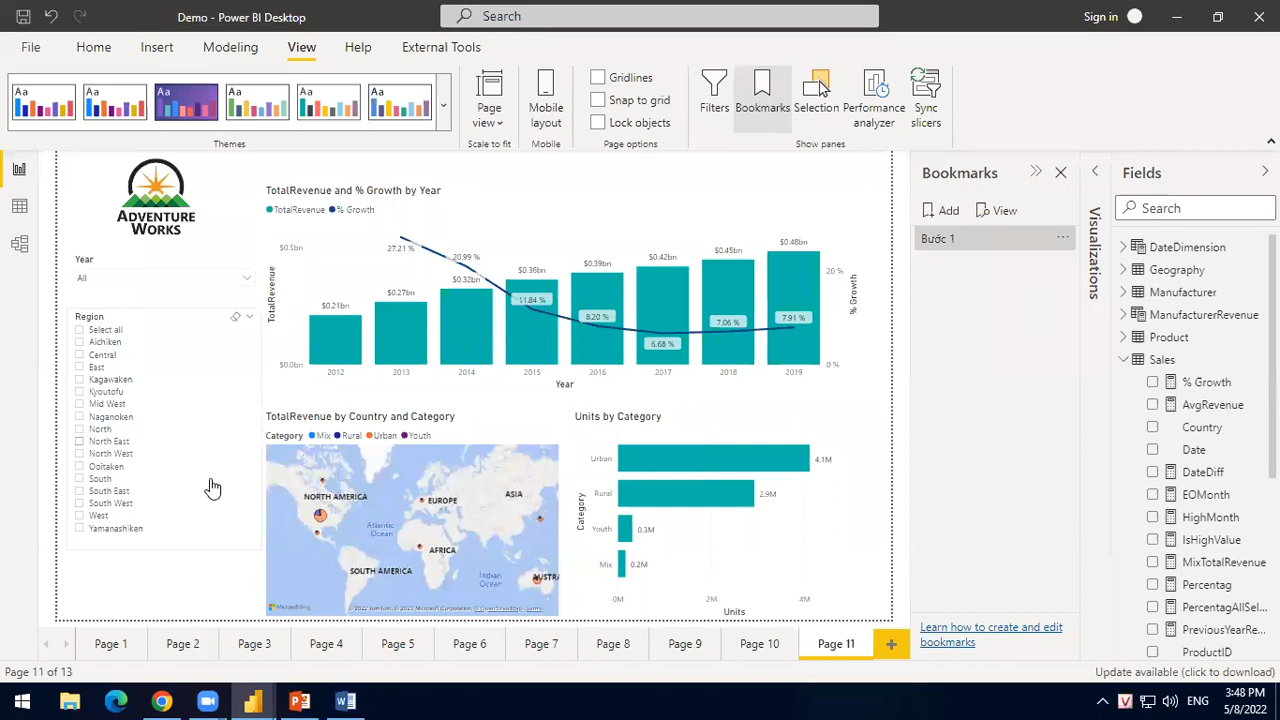 Demo - Power BI Desktop
Search
Sign in
File
Home
Insert
Modeling
View
Help
External Tools
Aa
Aa
Aa
Aa
Aa
Aa
Page view
Mobile layout
Gridlines
Snap to grid
Lock objects
Filters
Bookmarks
Selection
Performance analyzer
Sync slicers
Themes
Scale to fit
Mobile
Page options
Show panes
ADVENTURE
WORKS
Year
All
Region
Select all
Aichiken
Central
East
Kagawaken
Kyoutofu
Mid West
Naganoken
North
North East
North West
Ooitaken
South
South East
South West
West
Yamanashiken
TotalRevenue and % Growth by Year
TotalRevenue % Growth
$0.5bn
$0.0bn
TotalRevenue
27.21 %
20.99 %
11.84 %
8.20 %
6.68 %
7.06 %
7.91 %
$0.21bn
$0.27bn
$0.32bn
$0.36bn
$0.39bn
$0.42bn
$0.45bn
$0.48bn
20 %
0 %
% Growth
2012 2013 2014 2015 2016 2017 2018 2019
Year
TotalRevenue by Country and Category
Category Mix Rural Urban Youth
NORTH AMERICA
EUROPE
ASIA
Atlantic
Ocean
AFRICA
SOUTH AMERICA
Indian
Ocean
AUSTRA
Microsoft Bing
Units by Category
Category
Urban 4.1M
Rural 2.9M
Youth 0.3M
Mix 0.2M
0M 2M 4M
Units
Bookmarks
Add
View
Bước 1
Learn how to create and edit
bookmarks
Visualizations
Fields
Search
DateDimension
Geography
Manufacturer
ManufacturerRevenue
Product
Sales
% Growth
AvgRevenue
Country
Date
DateDiff
EOMonth
HighMonth
IsHighValue
MixTotalRevenue
Percentag
PercentagAllSel...
PreviousYearRe...
ProductID
Page 1
Page
Page
Page 4
Page 5
Page 6
Page 7
Page 8
Page 9
Page 10
Page 11
Page 11 of 13
Update available (click to download)
ENG
3:48 PM
5/8/2022